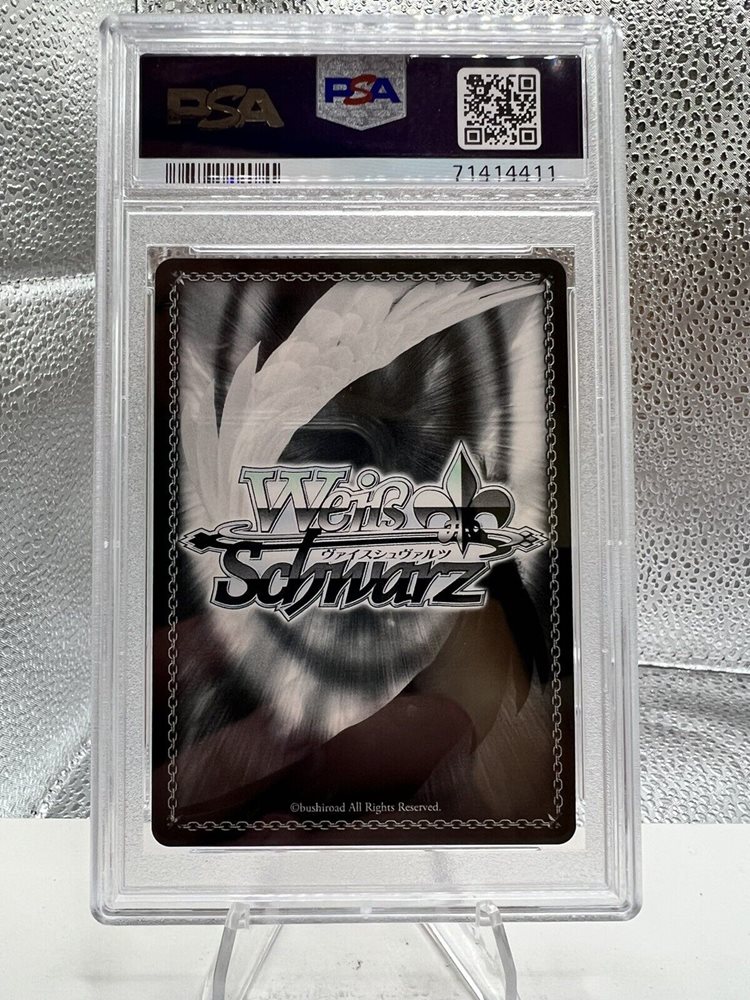 PSA
PSA
71414411
Weiß
ヴァイスシュヴァルツ
Schwarz
©bushiroad All Rights Reserved.